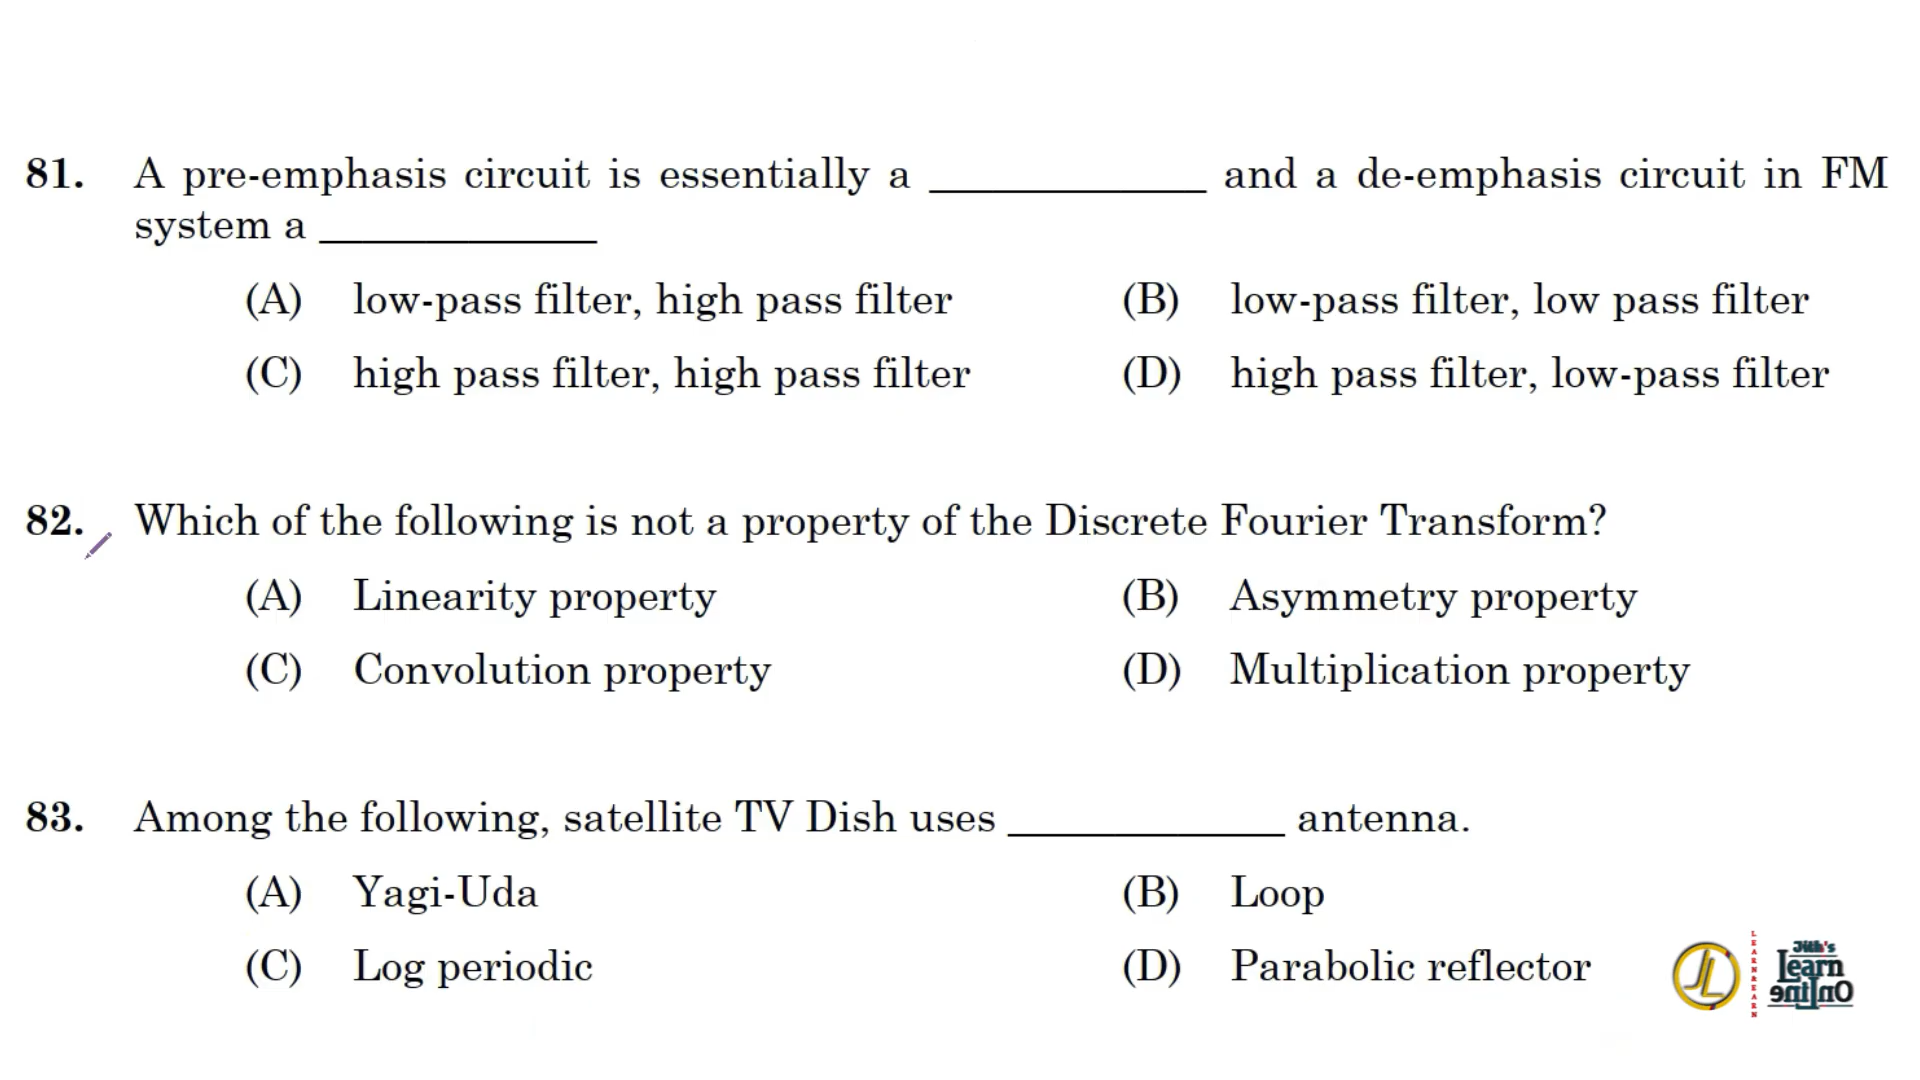 81. A pre-emphasis circuit is essentially a ____________ and a de-emphasis circuit in FM
system a ____________
(A) low-pass filter, high pass filter (B) low-pass filter, low pass filter
(C) high pass filter, high pass filter (D) high pass filter, low-pass filter
82. Which of the following is not a property of the Discrete Fourier Transform?
(A) Linearity property (B) Asymmetry property
(C) Convolution property (D) Multiplication property
83. Among the following, satellite TV Dish uses ____________ antenna.
(A) Yagi-Uda (B) Loop
(C) Log periodic (D) Parabolic reflector
JL
LEARN & EARN
Jith's
Learn
OnLine